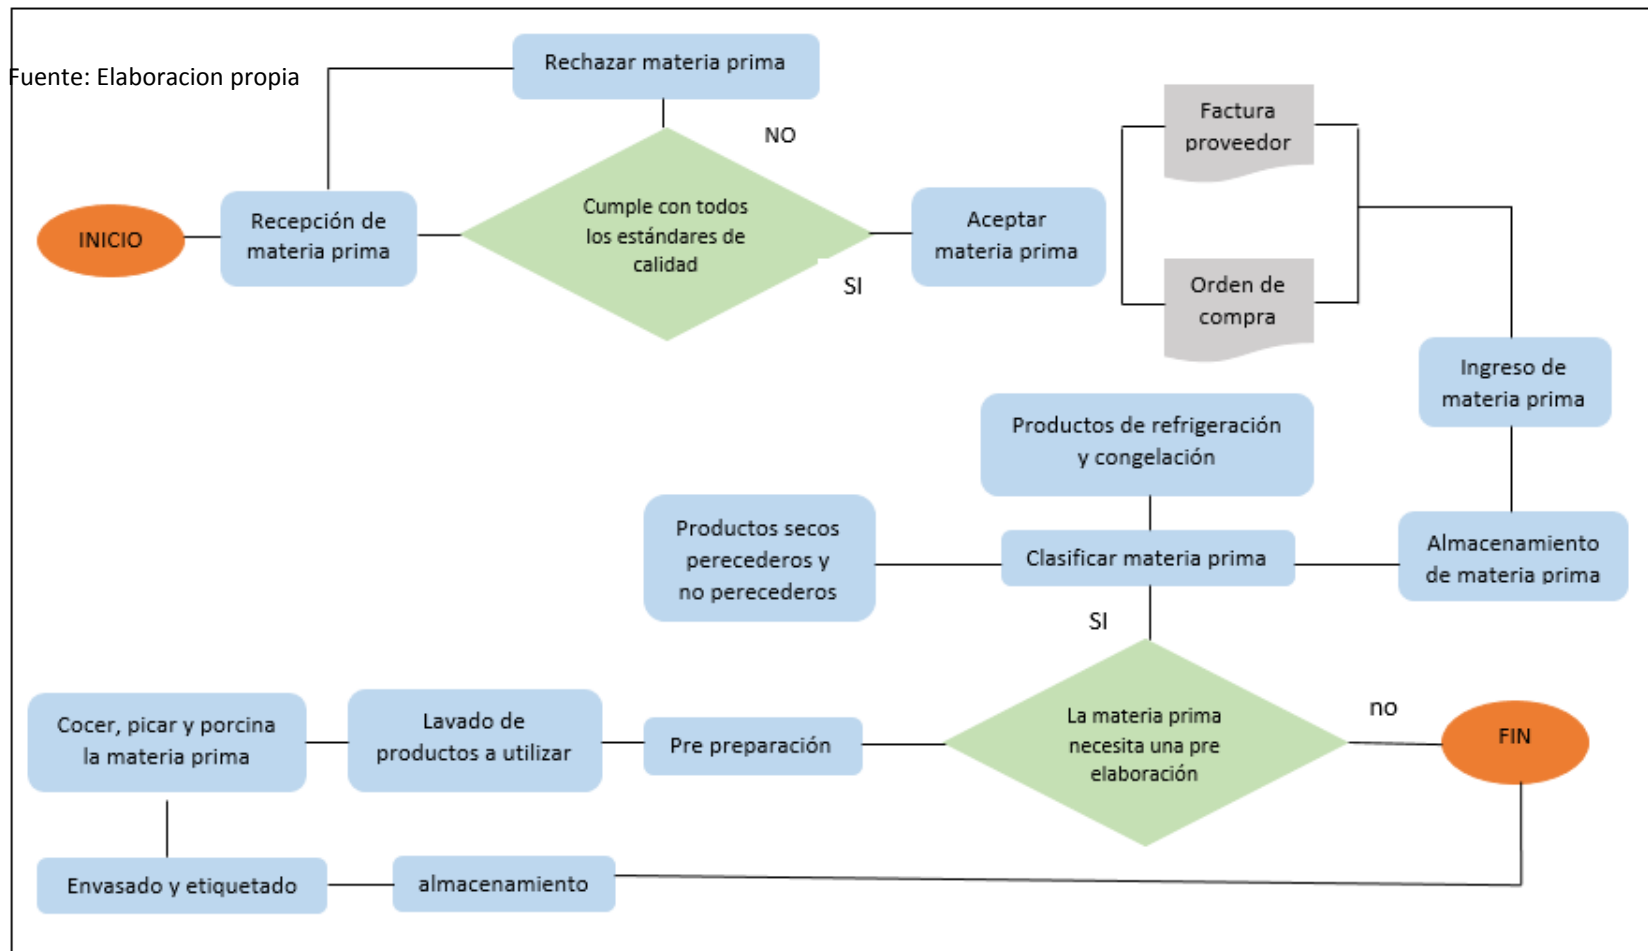 Rechazar materia prima
Fuente: Elaboracion propia
Factura
proveedor
NO
INICIO
Recepción de
materia prima
Cumple con todos
los estándares de
calidad
Aceptar
materia prima
SI
Orden de
compra
Ingreso de
materia prima
Productos de refrigeración
y congelación
Productos secos
perecederos y
no perecederos
Clasificar materia prima
Almacenamiento
de materia prima
SI
Cocer, picar y porcina
la materia prima
Lavado de
productos a utilizar
Pre preparación
La materia prima
necesita una pre
elaboración
no
FIN
Envasado y etiquetado
almacenamiento